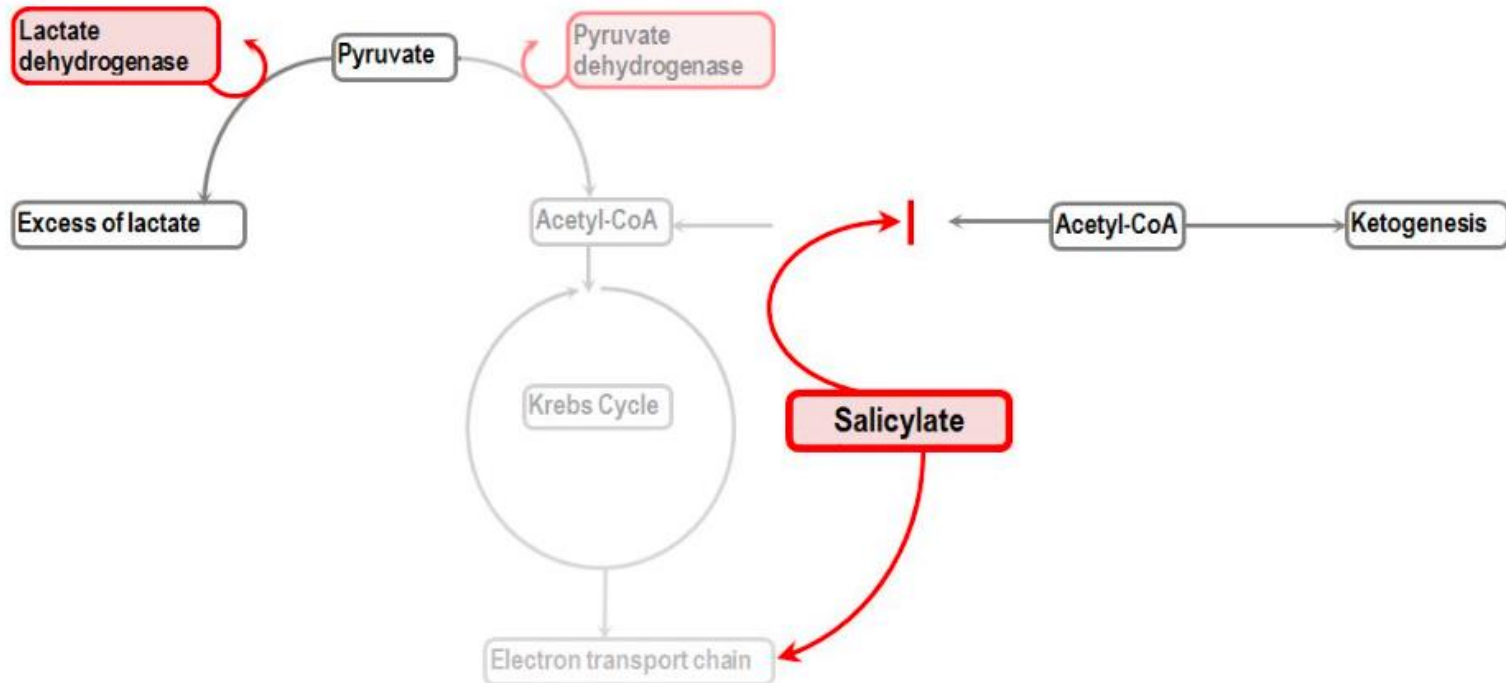 Lactate
dehydrogenase
Pyruvate
Pyruvate
dehydrogenase
Excess of lactate
Acetyl-CoA
Acetyl-CoA
Ketogenesis
Krebs Cycle
Salicylate
Electron transport chain